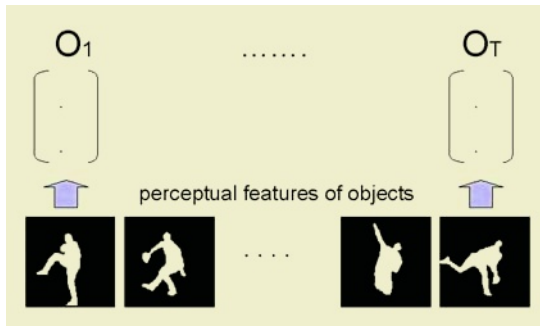 O1 ....... OT
perceptual features of objects
....